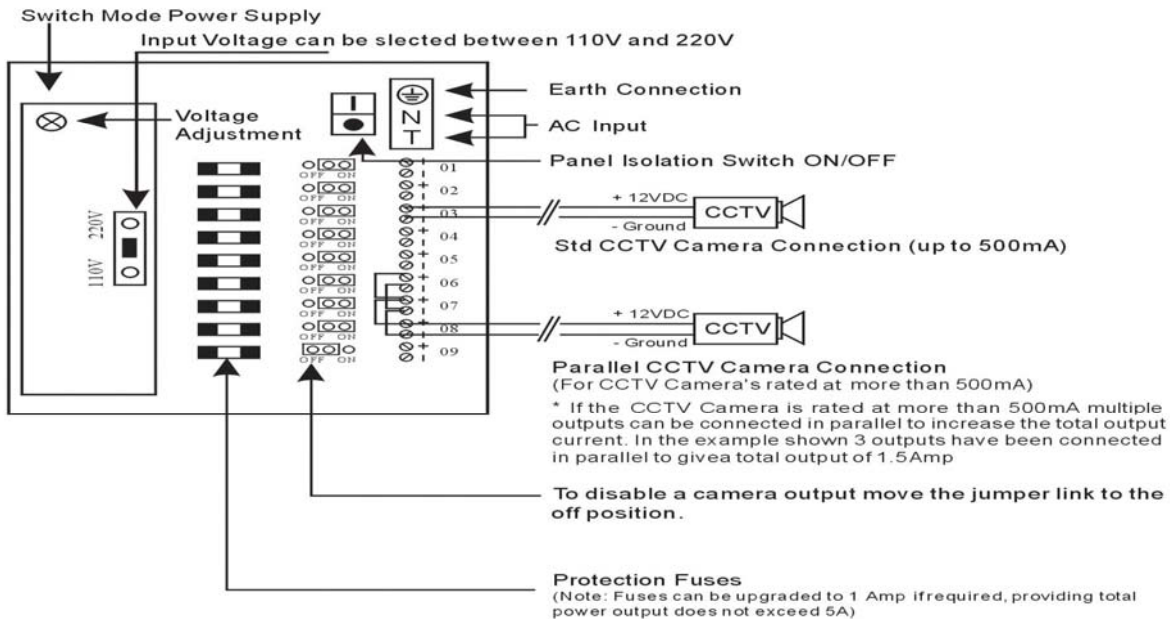 Switch Mode Power Supply
Input Voltage can be slected between 110V and 220V
Earth Connection
N
T
AC Input
Voltage
Adjustment
Panel Isolation Switch ON/OFF
220V
110V
OFF ON
OFF ON
OFF ON
OFF ON
OFF ON
OFF ON
OFF ON
OFF ON
OFF ON
+ 01
+ 02
+ 03
+ 04
+ 05
+ 06
+ 07
+ 08
+ 09
+ 12VDC
CCTV
- Ground
Std CCTV Camera Connection (up to 500mA)
+ 12VDC
CCTV
- Ground
Parallel CCTV Camera Connection
(For CCTV Camera's rated at more than 500mA)
* If the CCTV Camera is rated at more than 500mA multiple
outputs can be connected in parallel to increase the total output
current. In the example shown 3 outputs have been connected
in parallel to givea total output of 1.5Amp
To disable a camera output move the jumper link to the
off position.
Protection Fuses
(Note: Fuses can be upgraded to 1 Amp ifrequired, providing total
power output does not exceed 5A)